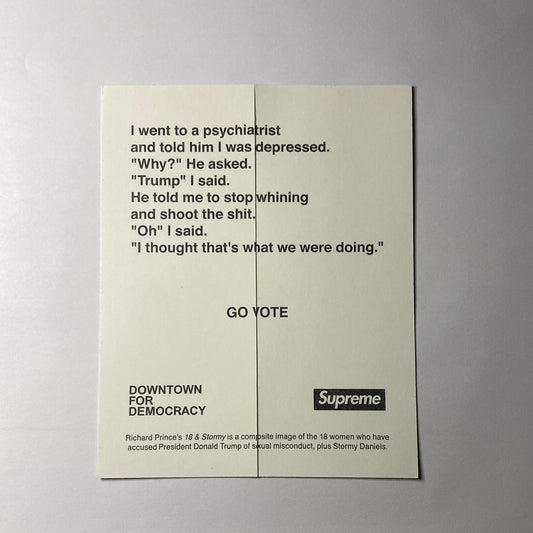 I went to a psychiatrist
and told him I was depressed.
"Why?" He asked.
"Trump" I said.
He told me to stop whining
and shoot the shit.
"Oh" I said.
"I thought that's what we were doing."
GO VOTE
DOWNTOWN
FOR
DEMOCRACY
Supreme
Richard Prince's 18 & Stormy is a composite image of the 18 women who have
accused President Donald Trump of sexual misconduct, plus Stormy Daniels.